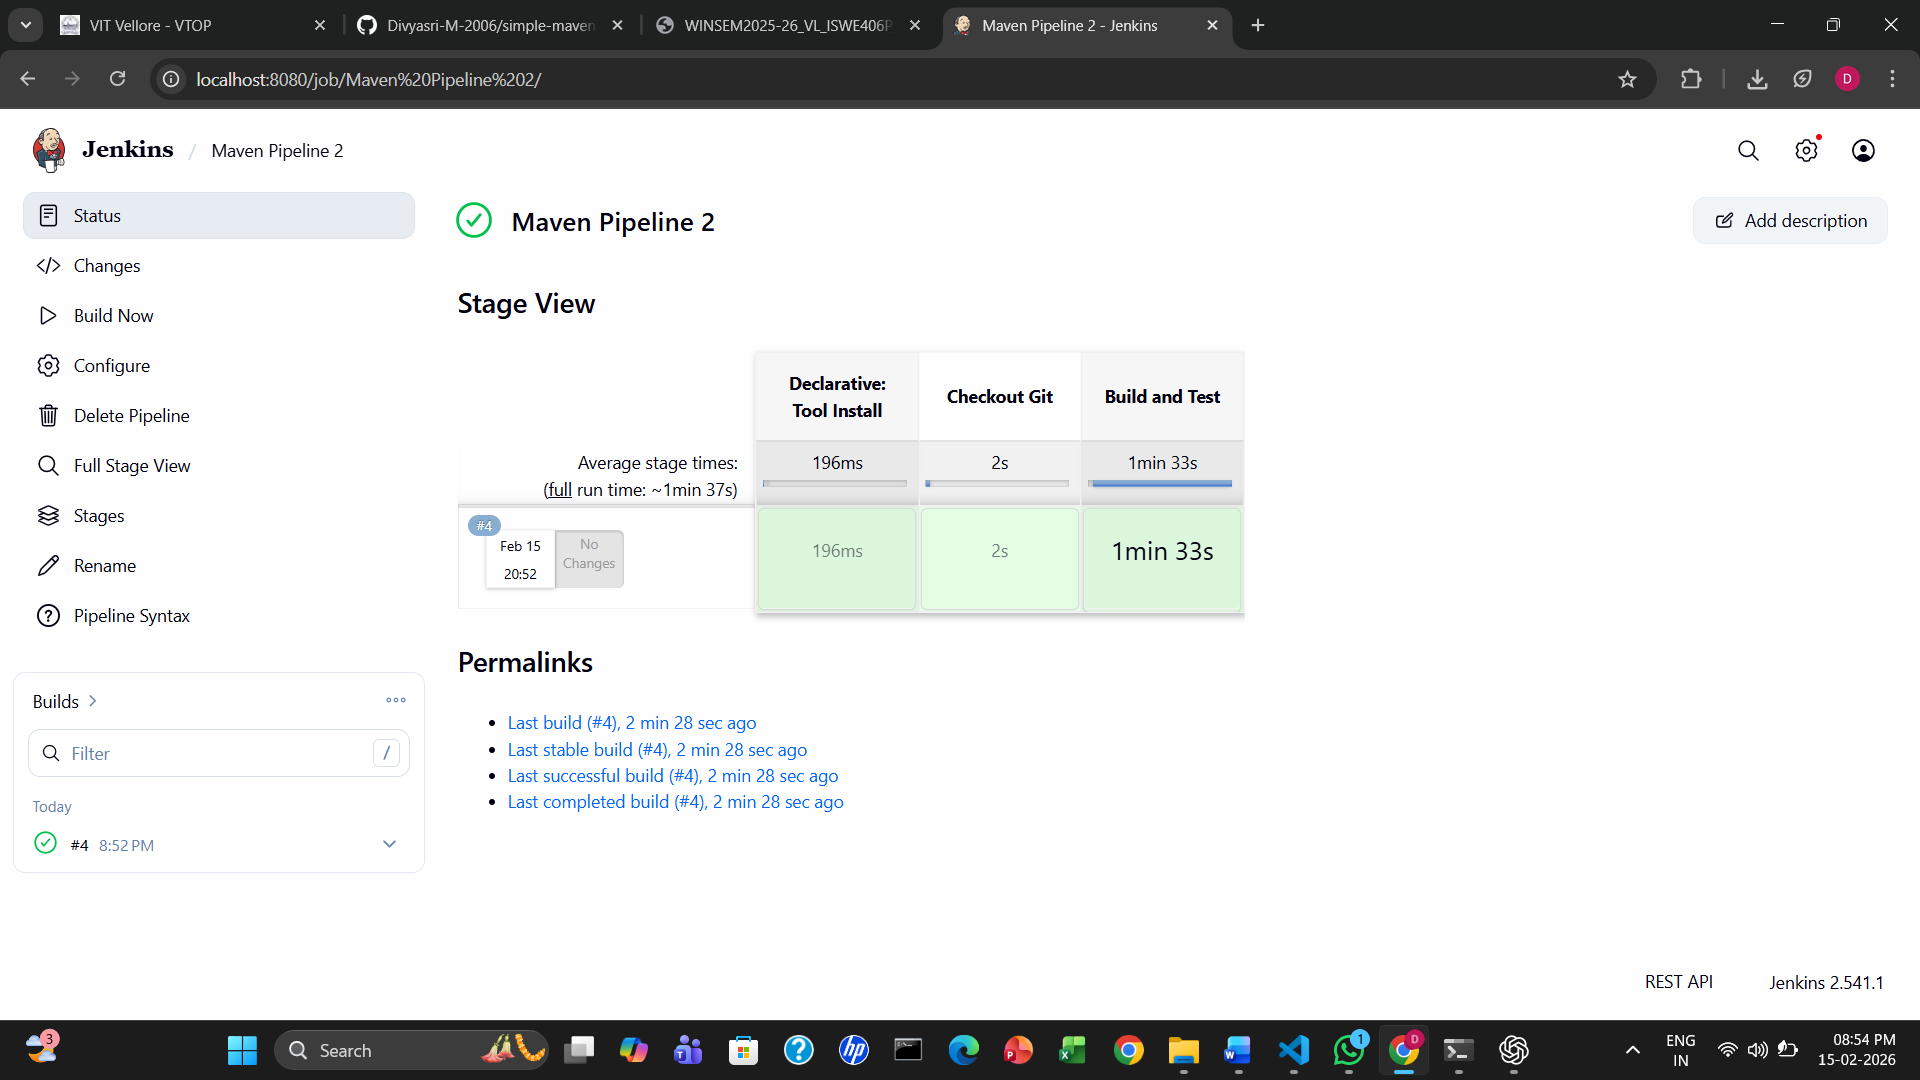 VIT Vellore - VTOP
Divyasri-M-2006/simple-maven
WINSEM2025-26_VL_ISWE406P
Maven Pipeline 2 - Jenkins
localhost:8080/job/Maven%20Pipeline%202/
D
Jenkins / Maven Pipeline 2
Status
Changes
Build Now
Configure
Delete Pipeline
Full Stage View
Stages
Rename
Pipeline Syntax
Builds
Filter
/
Today
#4 8:52 PM
Maven Pipeline 2
Add description
Stage View
Declarative:
Tool Install
Checkout Git
Build and Test
Average stage times:
(full run time: ~1min 37s)
196ms
2s
1min 33s
#4
Feb 15
20:52
No
Changes
196ms
2s
1min 33s
Permalinks
Last build (#4), 2 min 28 sec ago
Last stable build (#4), 2 min 28 sec ago
Last successful build (#4), 2 min 28 sec ago
Last completed build (#4), 2 min 28 sec ago
REST API
Jenkins 2.541.1
3
Search
1
D
ENG
IN
08:54 PM
15-02-2026